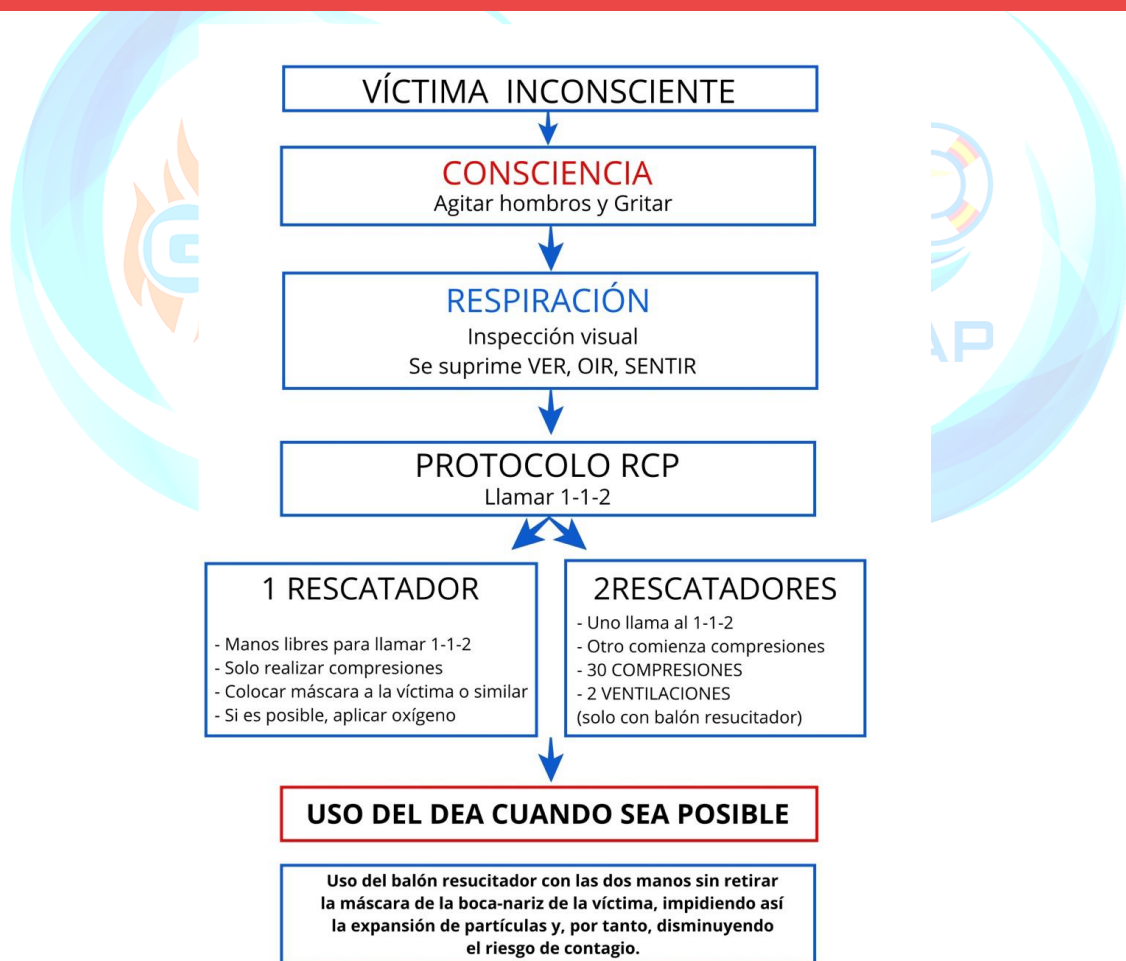 VÍCTIMA INCONSCIENTE
CONSCIENCIA
Agitar hombros y Gritar
RESPIRACIÓN
Inspección visual
Se suprime VER, OIR, SENTIR
PROTOCOLO RCP
Llamar 1-1-2
1 RESCATADOR
- Manos libres para llamar 1-1-2
- Solo realizar compresiones
- Colocar máscara a la víctima o similar
- Si es posible, aplicar oxígeno
2RESCATADORES
- Uno llama al 1-1-2
- Otro comienza compresiones
- 30 COMPRESIONES
- 2 VENTILACIONES
(solo con balón resucitador)
USO DEL DEA CUANDO SEA POSIBLE
Uso del balón resucitador con las dos manos sin retirar
la máscara de la boca-nariz de la víctima, impidiendo así
la expansión de partículas y, por tanto, disminuyendo
el riesgo de contagio.